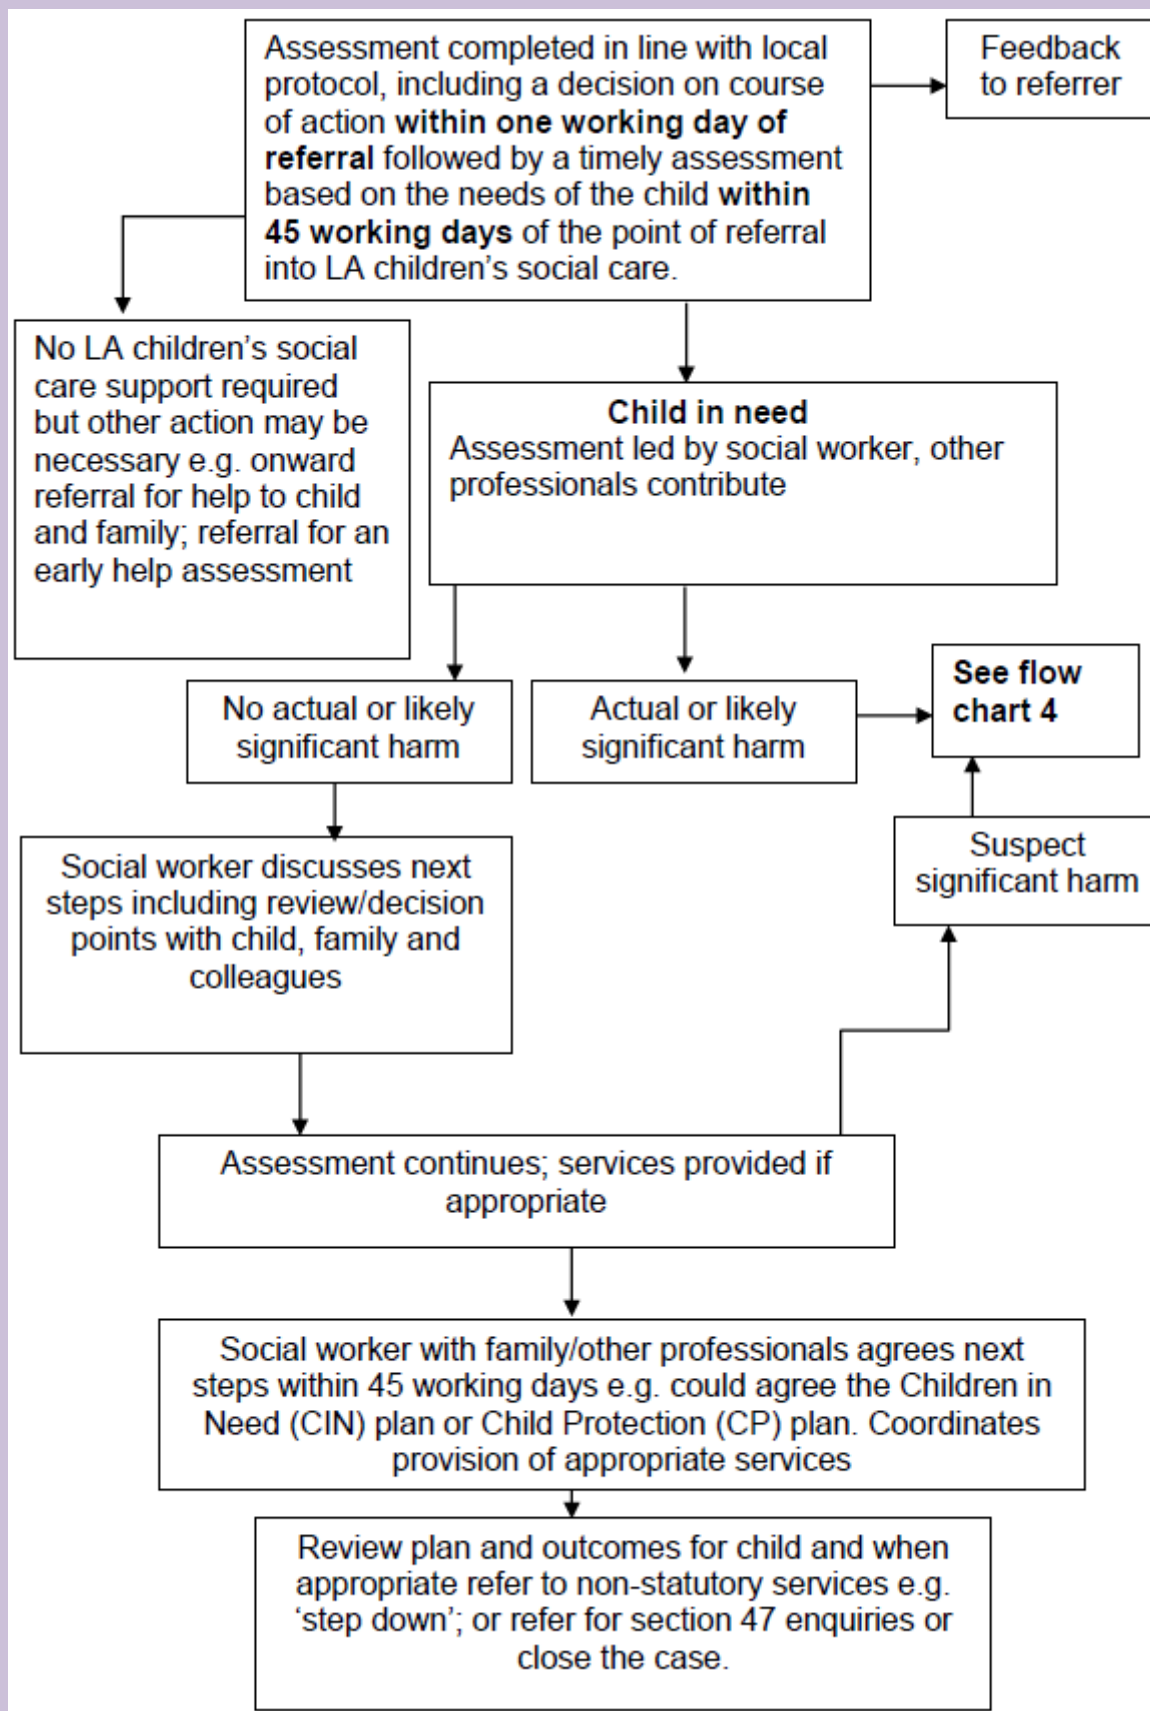 Assessment completed in line with local
protocol, including a decision on course
of action within one working day of
referral followed by a timely assessment
based on the needs of the child within
45 working days of the point of referral
into LA children’s social care.
Feedback
to referrer
No LA children’s social
care support required
but other action may be
necessary e.g. onward
referral for help to child
and family; referral for an
early help assessment
Child in need
Assessment led by social worker, other
professionals contribute
No actual or likely
significant harm
Actual or likely
significant harm
See flow
chart 4
Suspect
significant harm
Social worker discusses next
steps including review/decision
points with child, family and
colleagues
Assessment continues; services provided if
appropriate
Social worker with family/other professionals agrees next
steps within 45 working days e.g. could agree the Children in
Need (CIN) plan or Child Protection (CP) plan. Coordinates
provision of appropriate services
Review plan and outcomes for child and when
appropriate refer to non-statutory services e.g.
‘step down’; or refer for section 47 enquiries or
close the case.